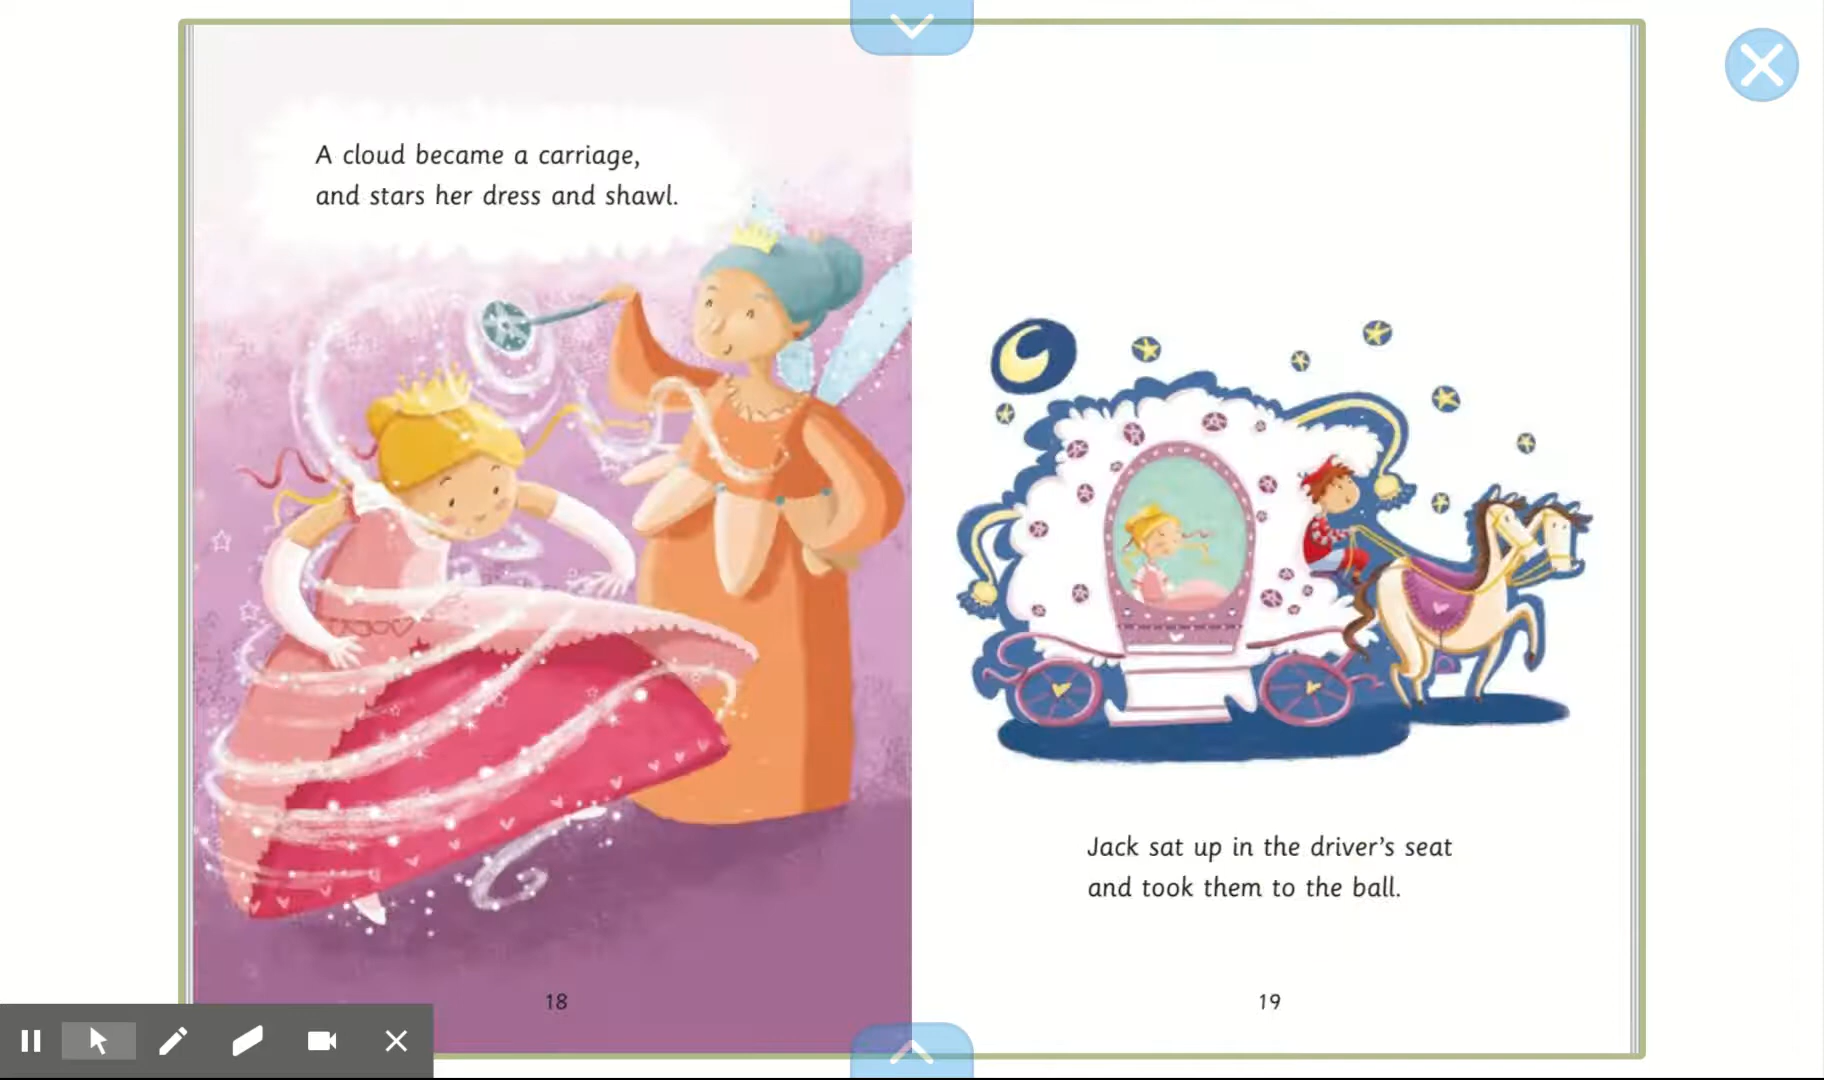 A cloud became a carriage,
and stars her dress and shawl.
18
Jack sat up in the driver's seat
and took them to the ball.
19